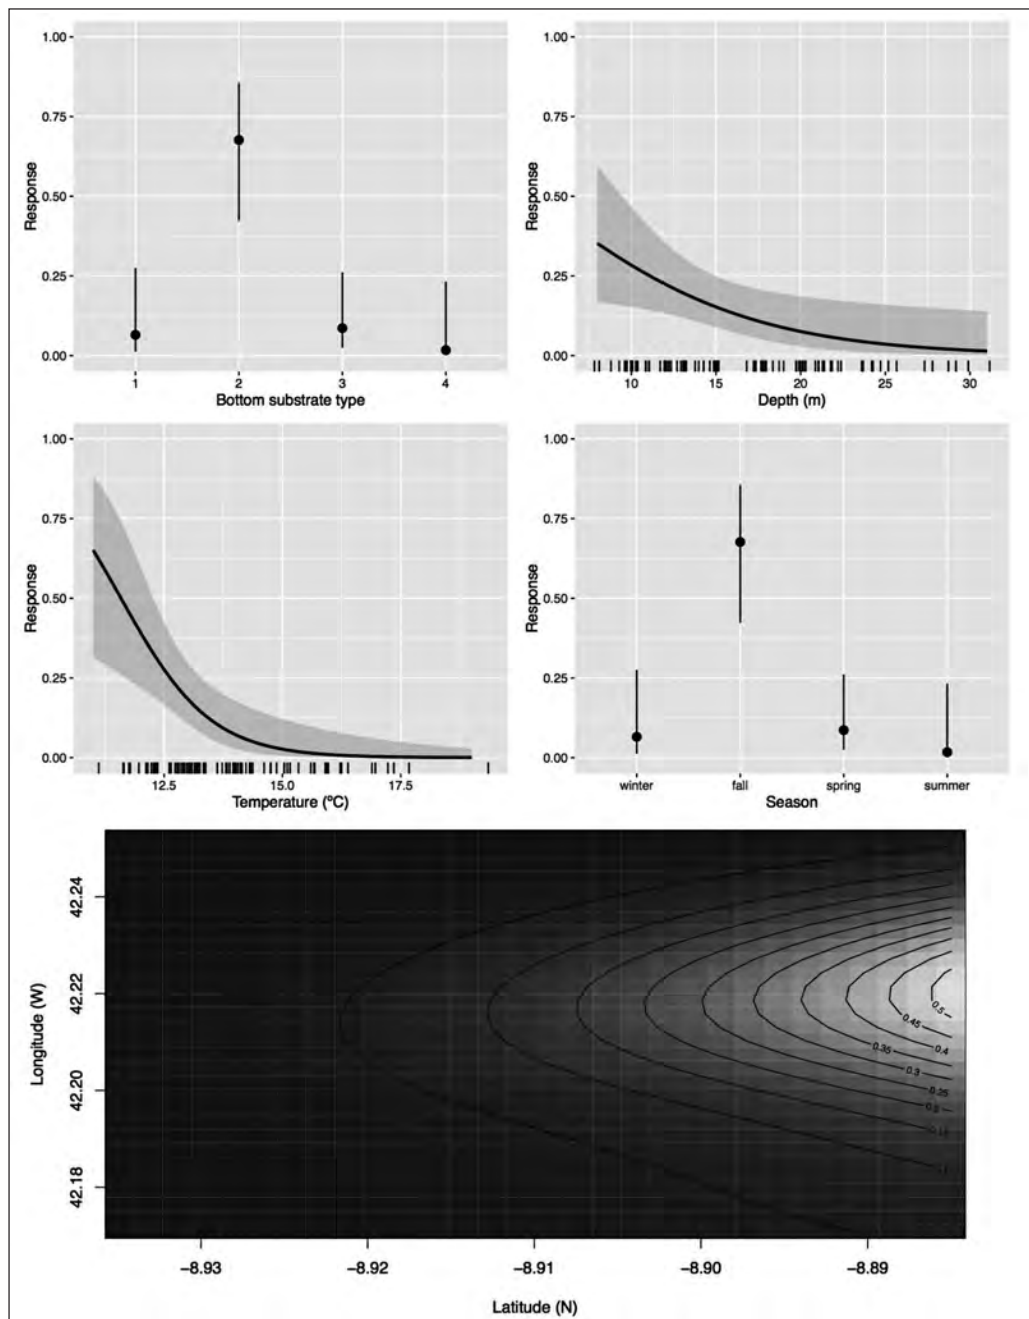 1.00
0.75
0.50
0.25
0.00
Response
1 2 3 4
Bottom substrate type
1.00
0.75
0.50
0.25
0.00
Response
10 15 20 25 30
Depth (m)
1.00
0.75
0.50
0.25
0.00
Response
12.5 15.0 17.5
Temperature (ºC)
1.00
0.75
0.50
0.25
0.00
Response
winter fall spring summer
Season
42.24
42.22
42.20
42.18
Longitude (W)
0.5
0.45
0.4
0.35
0.3
0.25
−8.93 −8.92 −8.91 −8.90 −8.89
Latitude (N)